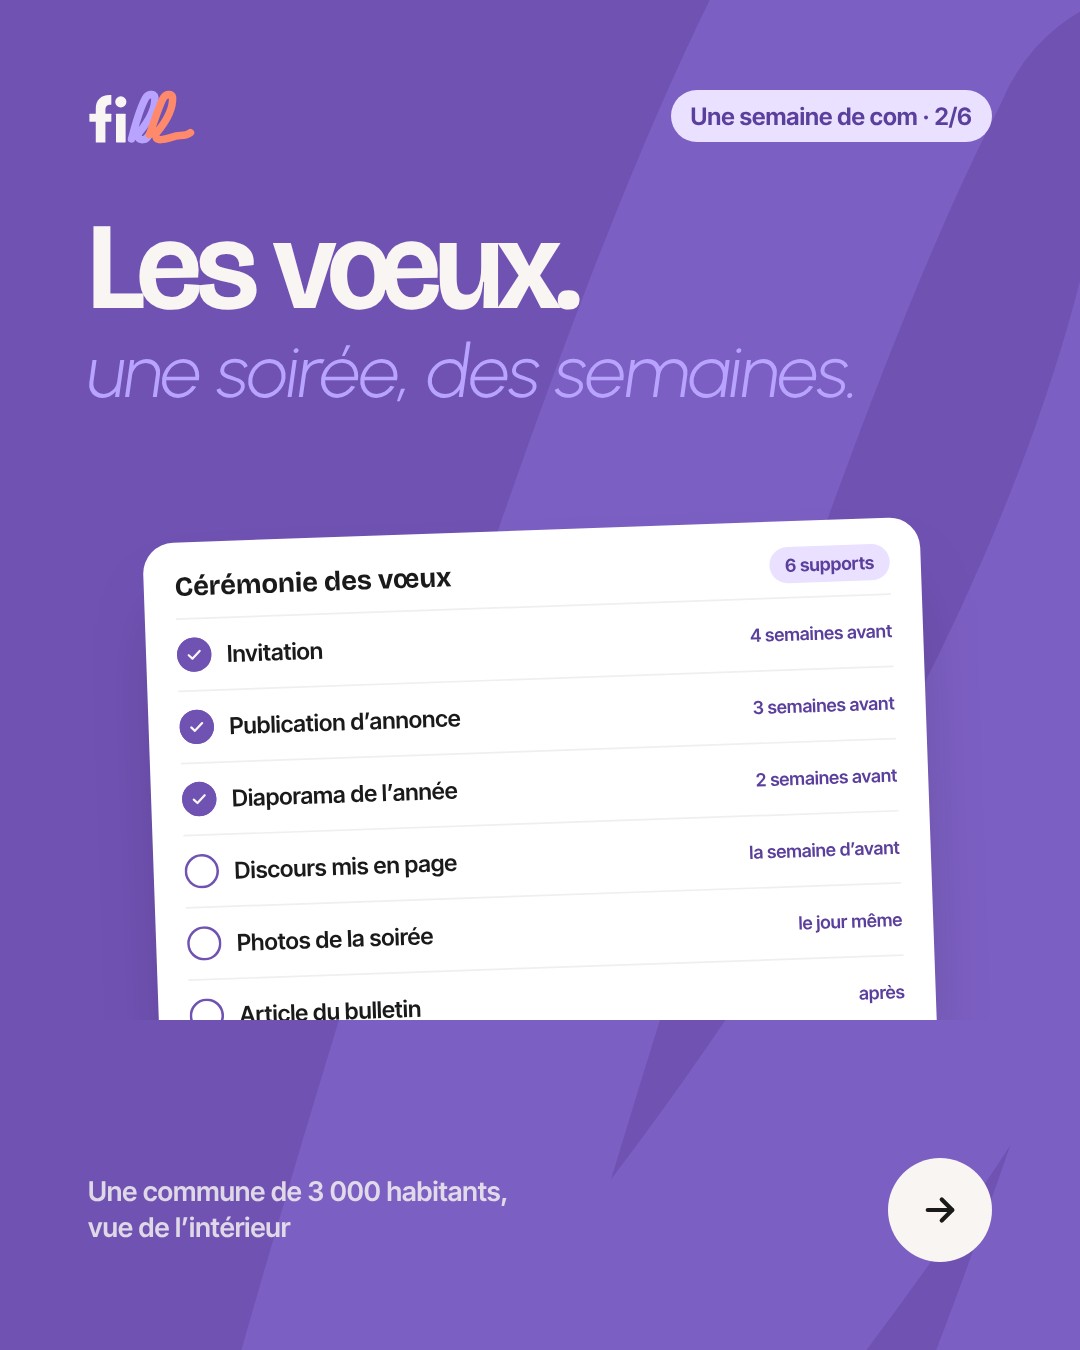 fill
Une semaine de com · 2/6
Les vœux.
une soirée, des semaines.
Cérémonie des vœux
6 supports
Invitation
4 semaines avant
Publication d’annonce
3 semaines avant
Diaporama de l’année
2 semaines avant
Discours mis en page
la semaine d’avant
Photos de la soirée
le jour même
Article du bulletin
après
Une commune de 3 000 habitants,
vue de l’intérieur